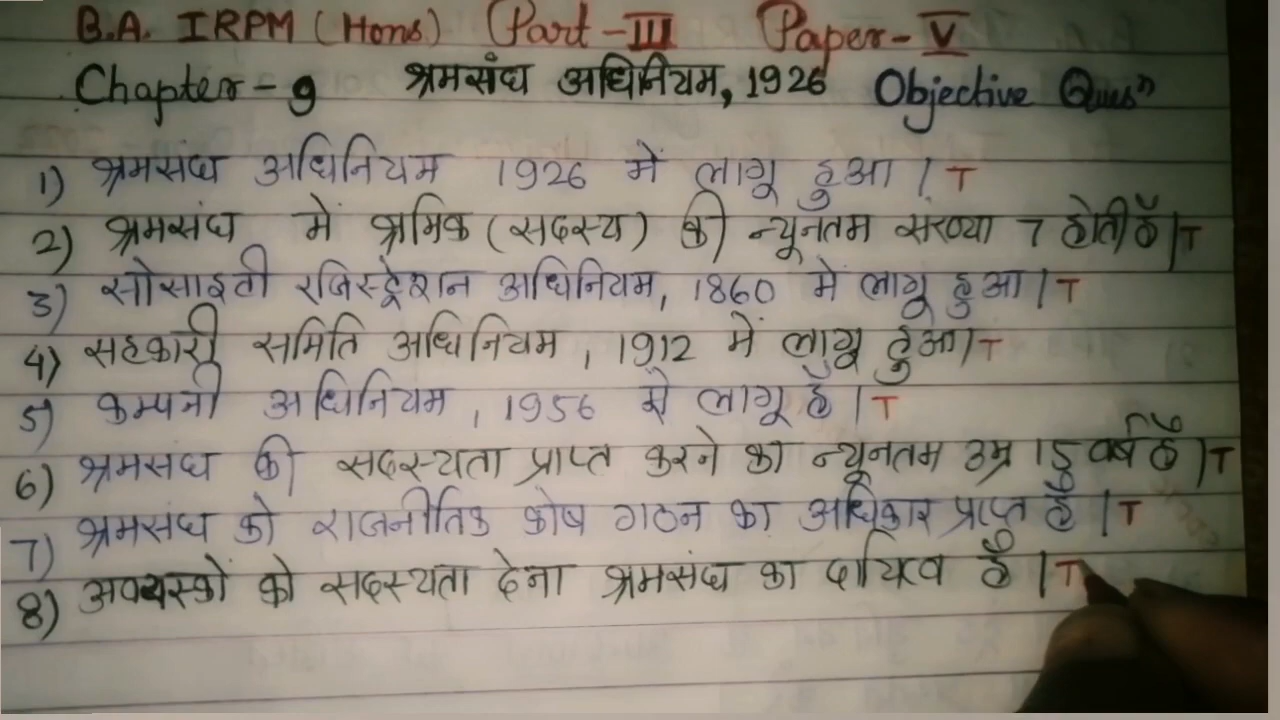 B.A. IRPM (Hons) Part-III Paper-V
Chapter-9 श्रमसंघ अधिनियम, 1926 Objective Quesⁿ
1) श्रमसंघ अधिनियम 1926 में लागू हुआ। T
2) श्रमसंघ में श्रमिक (सदस्य) की न्यूनतम संख्या 7 होती है। T
3) सोसाइटी रजिस्ट्रेशन अधिनियम, 1860 में लागू हुआ। T
4) सहकारी समिति अधिनियम, 1912 में लागू हुआ। T
5) कम्पनी अधिनियम, 1956 से लागू है। T
6) श्रमसंघ की सदस्यता प्राप्त करने का न्यूनतम उम्र 15 वर्ष है। T
7) श्रमसंघ को राजनीतिक कोष गठन का अधिकार प्राप्त है। T
8) अवयस्कों को सदस्यता देना श्रमसंघ का दायित्व है। T